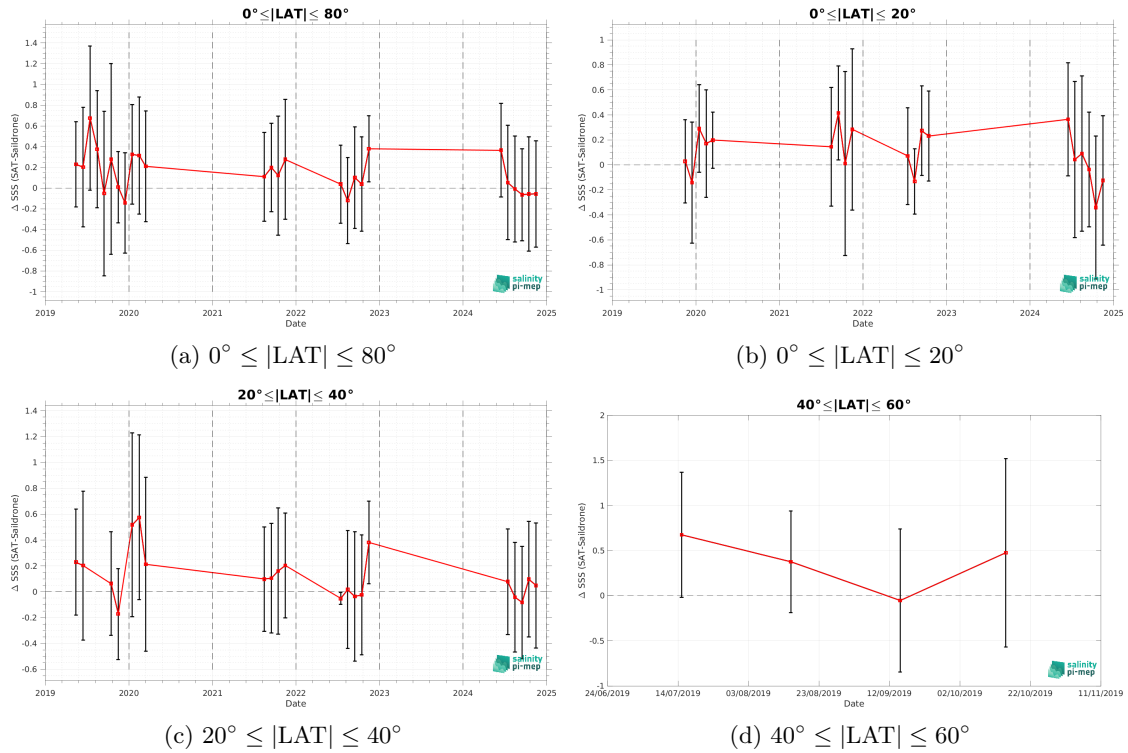 0°≤|LAT|≤ 80°
Δ SSS (SAT-Saildrone)
1.4
1.2
1
0.8
0.6
0.4
0.2
0
-0.2
-0.4
-0.6
-0.8
-1
2019 2020 2021 2022 2023 2024 2025
Date
salinity
pi-mep
(a) 0° ≤ |LAT| ≤ 80°
0°≤|LAT|≤ 20°
Δ SSS (SAT-Saildrone)
1
0.8
0.6
0.4
0.2
0
-0.2
-0.4
-0.6
-0.8
-1
2020 2021 2022 2023 2024 2025
Date
salinity
pi-mep
(b) 0° ≤ |LAT| ≤ 20°
20°≤|LAT|≤ 40°
Δ SSS (SAT-Saildrone)
1.4
1.2
1
0.8
0.6
0.4
0.2
0
-0.2
-0.4
-0.6
2019 2020 2021 2022 2023 2024 2025
Date
salinity
pi-mep
(c) 20° ≤ |LAT| ≤ 40°
40°≤|LAT|≤ 60°
Δ SSS (SAT-Saildrone)
2
1.5
1
0.5
0
-0.5
-1
24/06/2019 14/07/2019 03/08/2019 23/08/2019 12/09/2019 02/10/2019 22/10/2019 11/11/2019
Date
salinity
pi-mep
(d) 40° ≤ |LAT| ≤ 60°